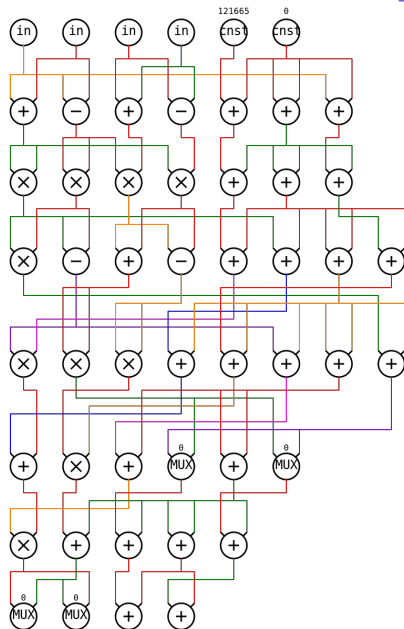 121665 0
in in in in cnst cnst
+ − + − + + +
× × × × + + +
× − + − + + + +
× × × + + + + +
0 0
+ × + MUX + MUX
× + + + +
0 0
MUX MUX + +